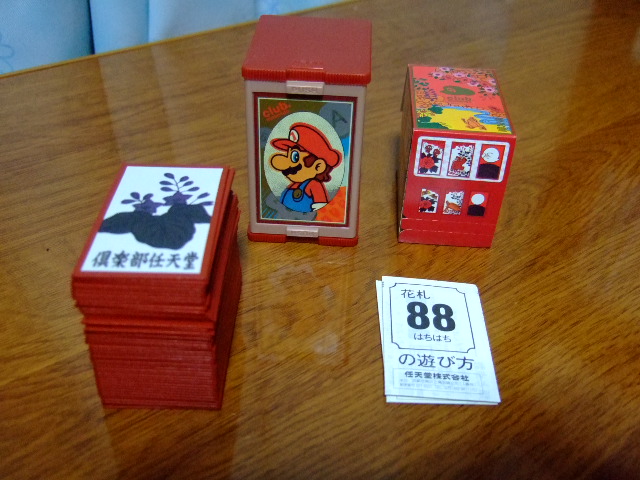 倶楽部任天堂
club
club
花札
88
はちはち
の遊び方
任天堂株式会社